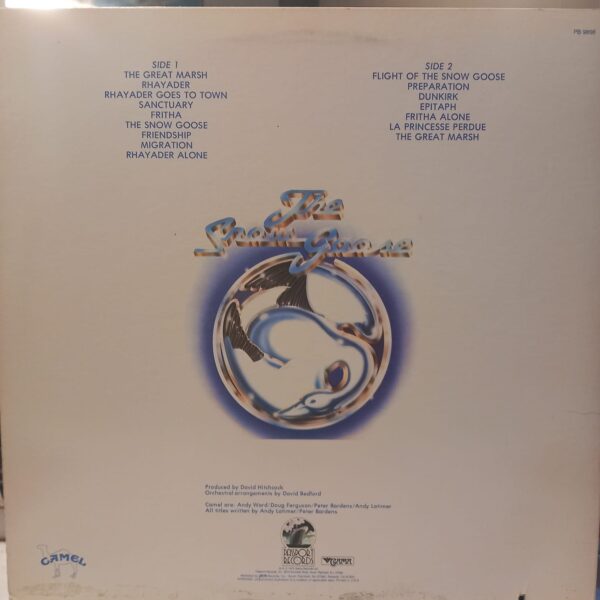 PB 9856
SIDE 1
THE GREAT MARSH
RHAYADER
RHAYADER GOES TO TOWN
SANCTUARY
FRITHA
THE SNOW GOOSE
FRIENDSHIP
MIGRATION
RHAYADER ALONE
SIDE 2
FLIGHT OF THE SNOW GOOSE
PREPARATION
DUNKIRK
EPITAPH
FRITHA ALONE
LA PRINCESSE PERDUE
THE GREAT MARSH
The
Snow Goose
Produced by David Hitchcock
Orchestral arrangements by David Bedford
Camel are: Andy Ward/Doug Ferguson/Peter Bardens/Andy Latimer
All titles written by Andy Latimer/Peter Bardens
CAMEL
PASSPORT
RECORDS
GAMA